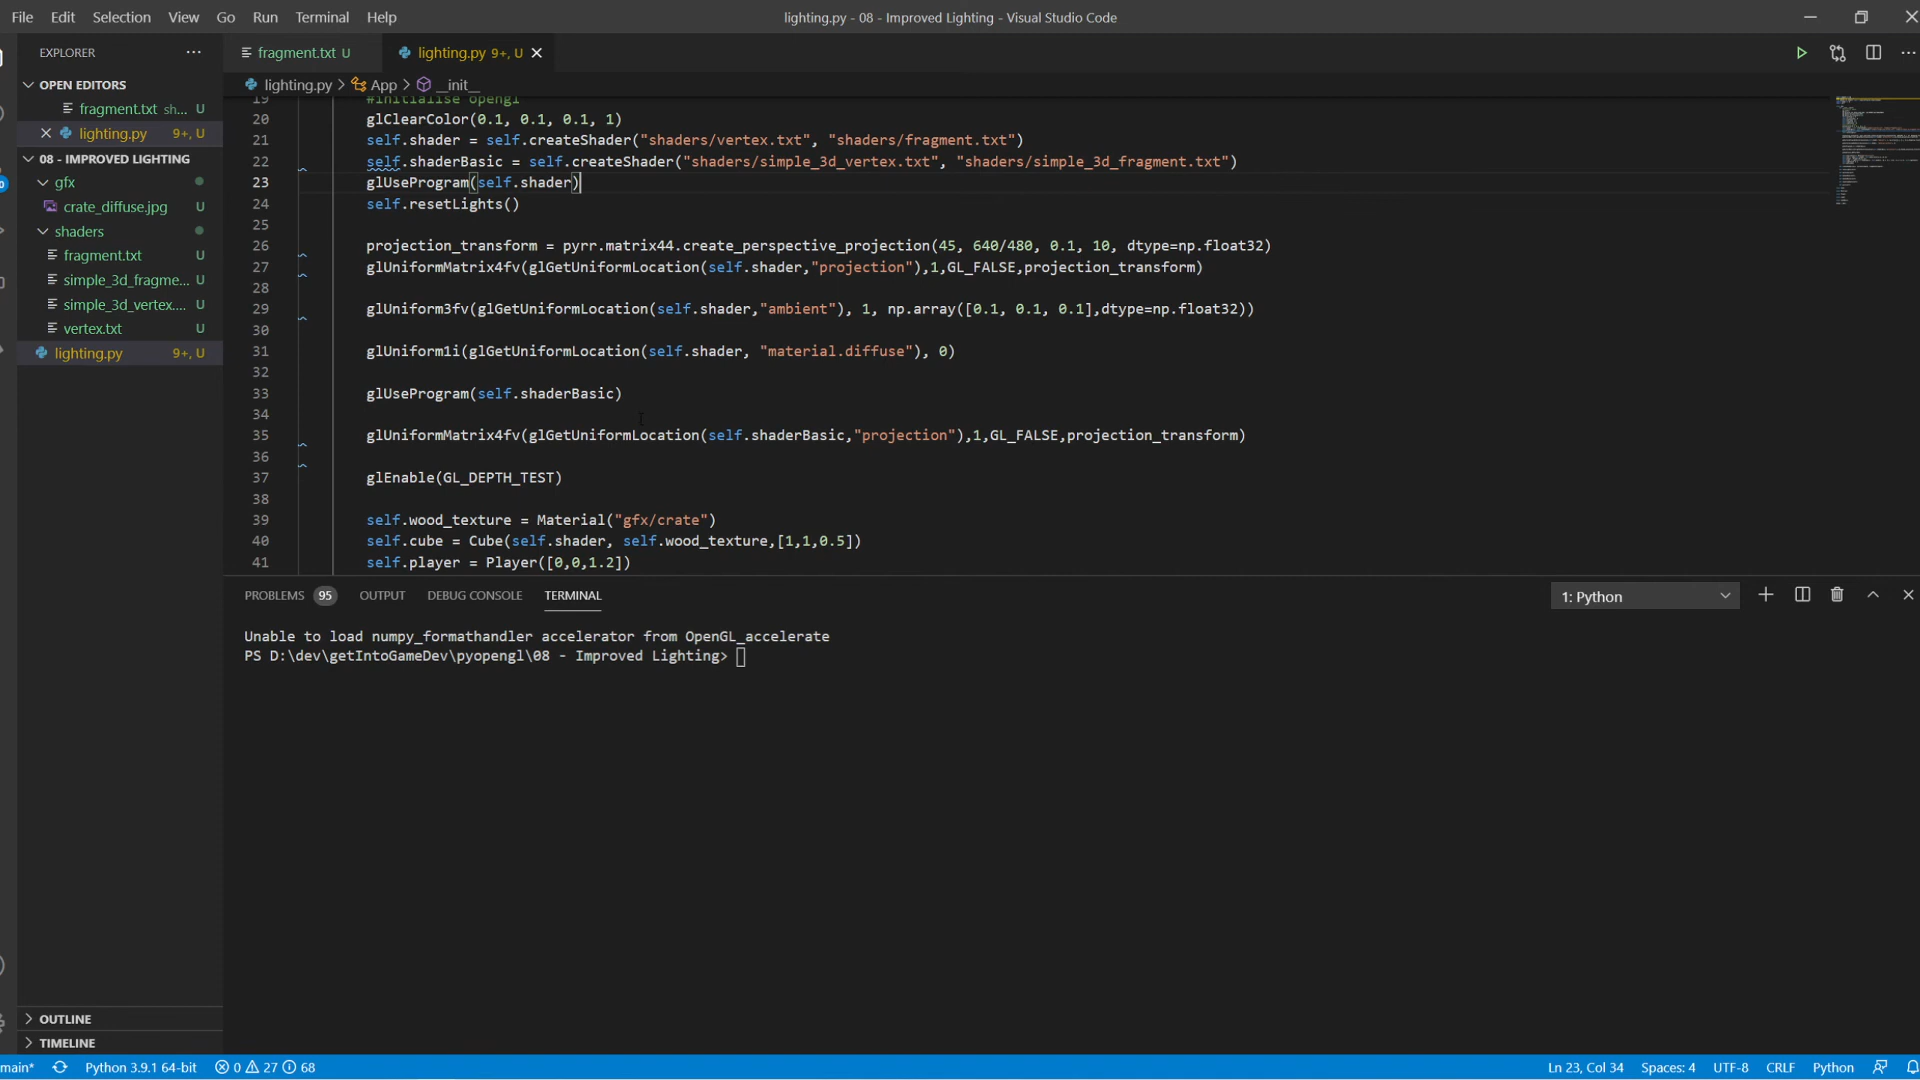 File Edit Selection View Go Run Terminal Help
lighting.py - 08 - Improved Lighting - Visual Studio Code
EXPLORER ...
OPEN EDITORS
fragment.txt sh... U
lighting.py 9+, U
08 - IMPROVED LIGHTING
gfx
crate_diffuse.jpg U
shaders
fragment.txt U
simple_3d_fragme... U
simple_3d_vertex.... U
vertex.txt U
lighting.py 9+, U
OUTLINE
TIMELINE
fragment.txt U
lighting.py 9+, U
lighting.py > App > __init__
19 #initialise opengl
20 glClearColor(0.1, 0.1, 0.1, 1)
21 self.shader = self.createShader("shaders/vertex.txt", "shaders/fragment.txt")
22 self.shaderBasic = self.createShader("shaders/simple_3d_vertex.txt", "shaders/simple_3d_fragment.txt")
23 glUseProgram(self.shader)
24 self.resetLights()
25
26 projection_transform = pyrr.matrix44.create_perspective_projection(45, 640/480, 0.1, 10, dtype=np.float32)
27 glUniformMatrix4fv(glGetUniformLocation(self.shader,"projection"),1,GL_FALSE,projection_transform)
28
29 glUniform3fv(glGetUniformLocation(self.shader,"ambient"), 1, np.array([0.1, 0.1, 0.1],dtype=np.float32))
30
31 glUniform1i(glGetUniformLocation(self.shader, "material.diffuse"), 0)
32
33 glUseProgram(self.shaderBasic)
34
35 glUniformMatrix4fv(glGetUniformLocation(self.shaderBasic,"projection"),1,GL_FALSE,projection_transform)
36
37 glEnable(GL_DEPTH_TEST)
38
39 self.wood_texture = Material("gfx/crate")
40 self.cube = Cube(self.shader, self.wood_texture,[1,1,0.5])
41 self.player = Player([0,0,1.2])
PROBLEMS 95 OUTPUT DEBUG CONSOLE TERMINAL
1: Python
Unable to load numpy_formathandler accelerator from OpenGL_accelerate
PS D:\dev\getIntoGameDev\pyopengl\08 - Improved Lighting>
main* Python 3.9.1 64-bit 0 27 68
Ln 23, Col 34 Spaces: 4 UTF-8 CRLF Python